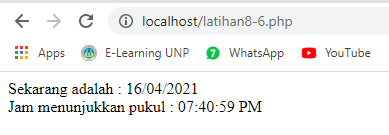 localhost/latihan8-6.php
Apps E-Learning UNP WhatsApp YouTube
Sekarang adalah : 16/04/2021
Jam menunjukkan pukul : 07:40:59 PM